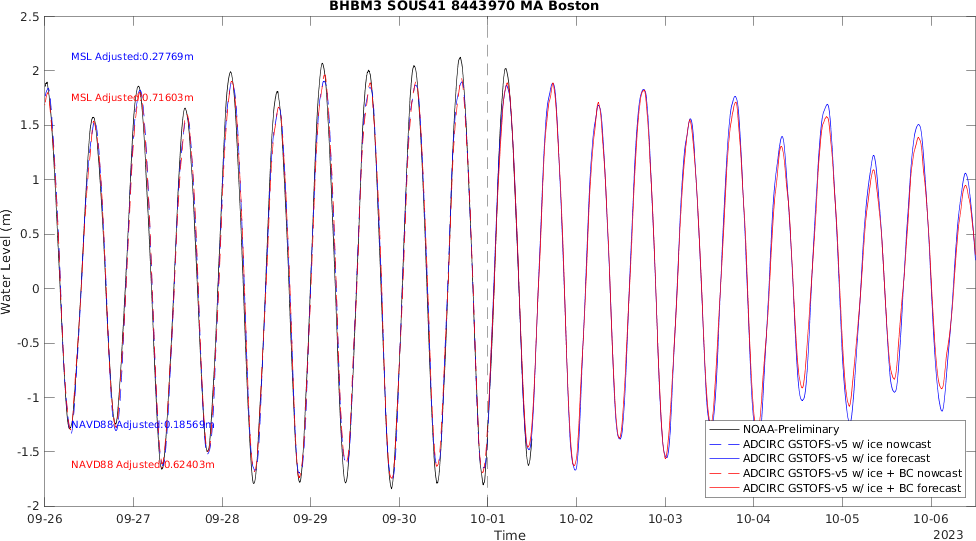 BHBM3 SOUS41 8443970 MA Boston
2.5
2
1.5
1
0.5
0
-0.5
-1
-1.5
-2
Water Level (m)
MSL Adjusted:0.27769m
MSL Adjusted:0.71603m
NAVD88 Adjusted:0.18569m
NAVD88 Adjusted:0.62403m
NOAA-Preliminary
ADCIRC GSTOFS-v5 w/ ice nowcast
ADCIRC GSTOFS-v5 w/ ice forecast
ADCIRC GSTOFS-v5 w/ ice + BC nowcast
ADCIRC GSTOFS-v5 w/ ice + BC forecast
09-26 09-27 09-28 09-29 09-30 10-01 10-02 10-03 10-04 10-05 10-06
Time
2023